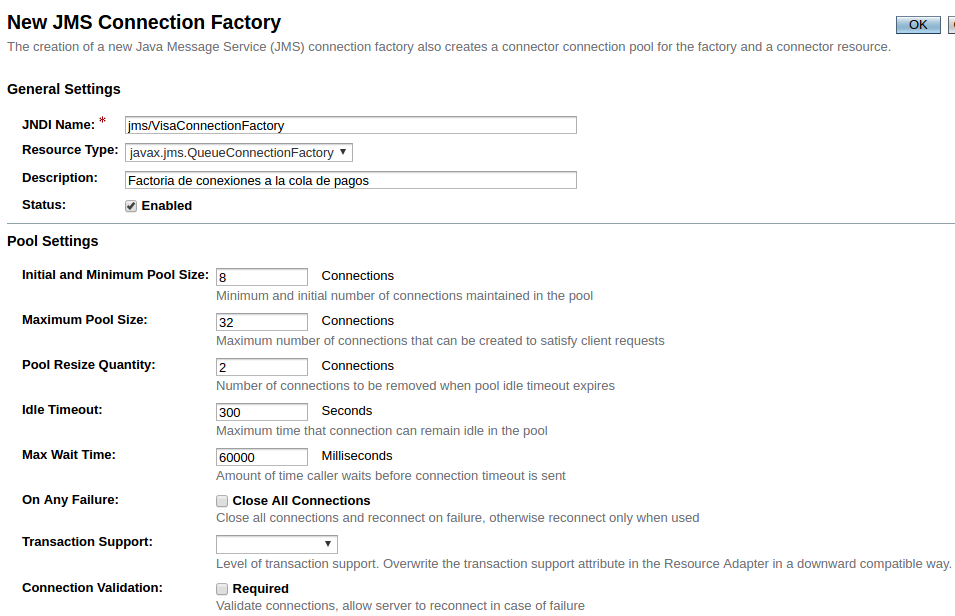 New JMS Connection Factory
OK
The creation of a new Java Message Service (JMS) connection factory also creates a connector connection pool for the factory and a connector resource.
General Settings
JNDI Name: * jms/VisaConnectionFactory
Resource Type: javax.jms.QueueConnectionFactory
Description: Factoria de conexiones a la cola de pagos
Status: Enabled
Pool Settings
Initial and Minimum Pool Size: 8 Connections
Minimum and initial number of connections maintained in the pool
Maximum Pool Size: 32 Connections
Maximum number of connections that can be created to satisfy client requests
Pool Resize Quantity: 2 Connections
Number of connections to be removed when pool idle timeout expires
Idle Timeout: 300 Seconds
Maximum time that connection can remain idle in the pool
Max Wait Time: 60000 Milliseconds
Amount of time caller waits before connection timeout is sent
On Any Failure: Close All Connections
Close all connections and reconnect on failure, otherwise reconnect only when used
Transaction Support:
Level of transaction support. Overwrite the transaction support attribute in the Resource Adapter in a downward compatible way.
Connection Validation: Required
Validate connections, allow server to reconnect in case of failure